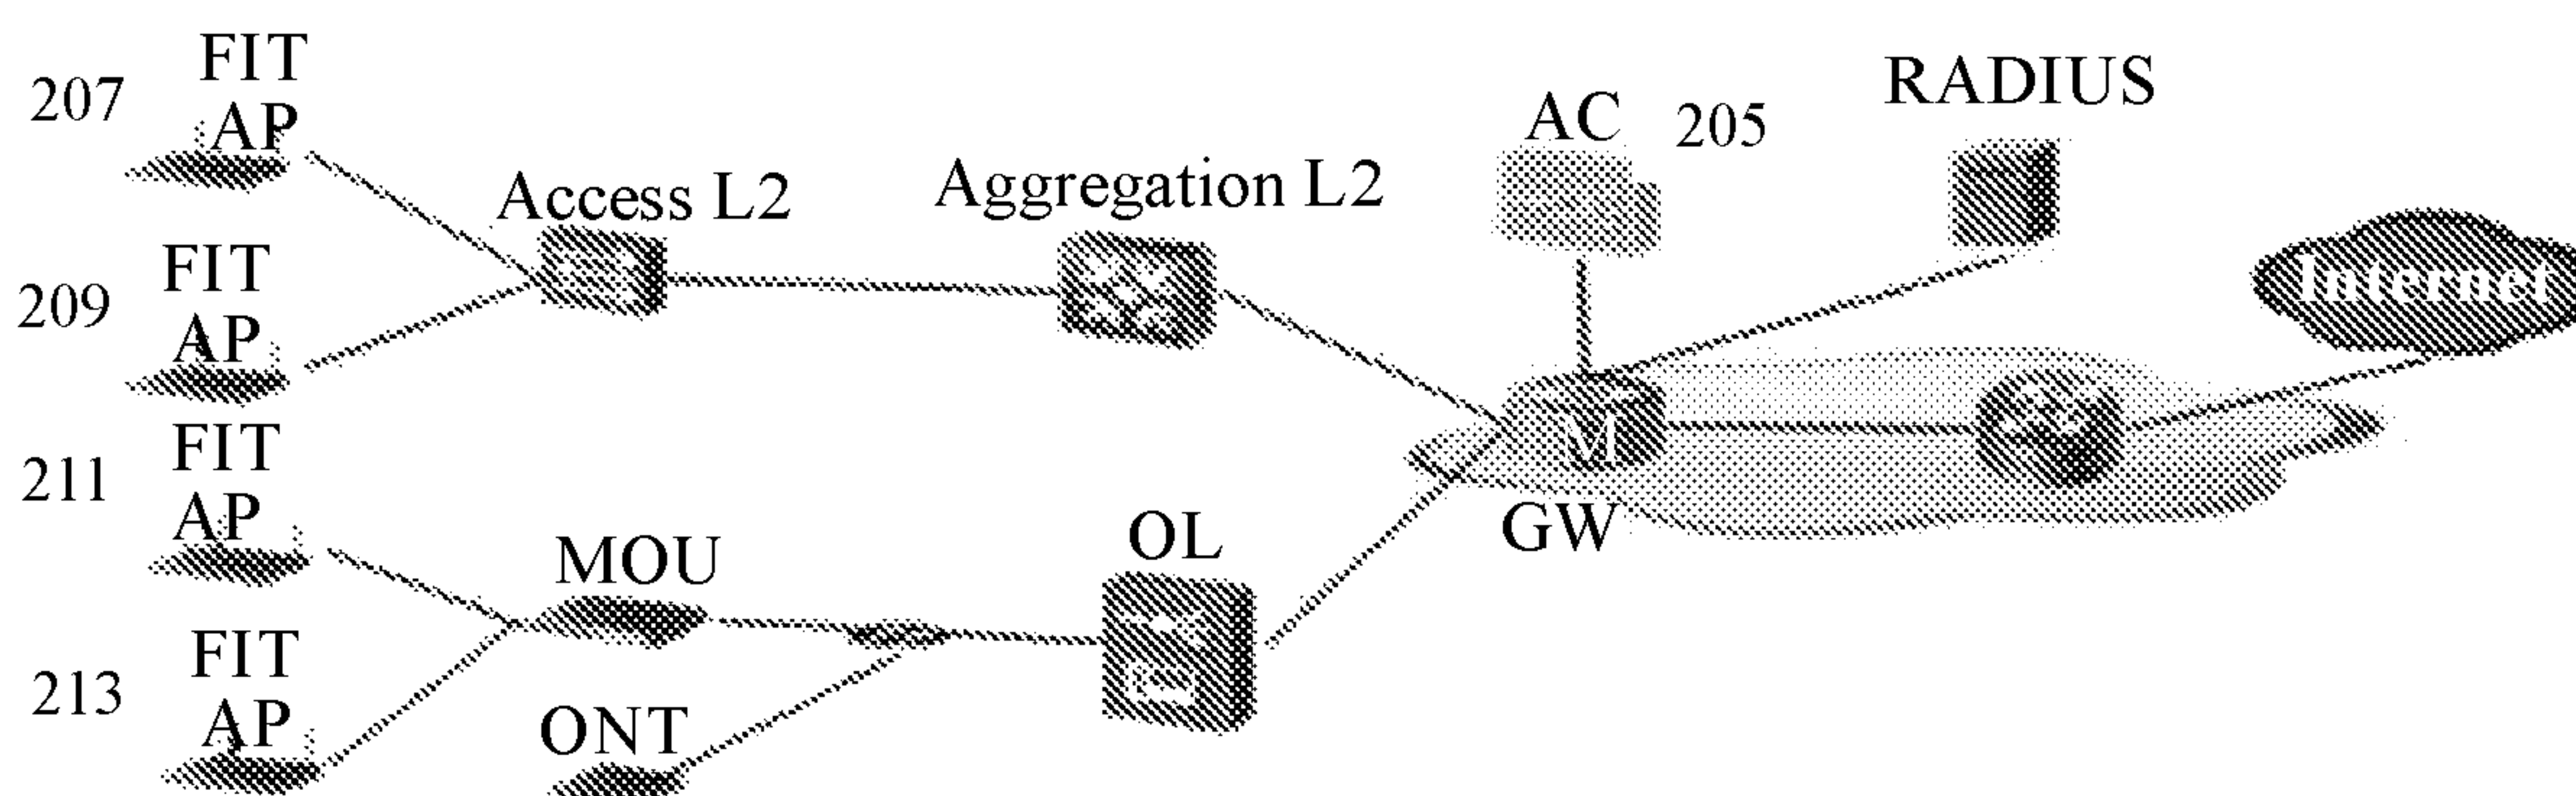 FIT
AP
207
FIT
AP
209
FIT
AP
211
FIT
AP
213
Access L2
Aggregation L2
AC
205
RADIUS
Internet
M
GW
MOU
OL
ONT